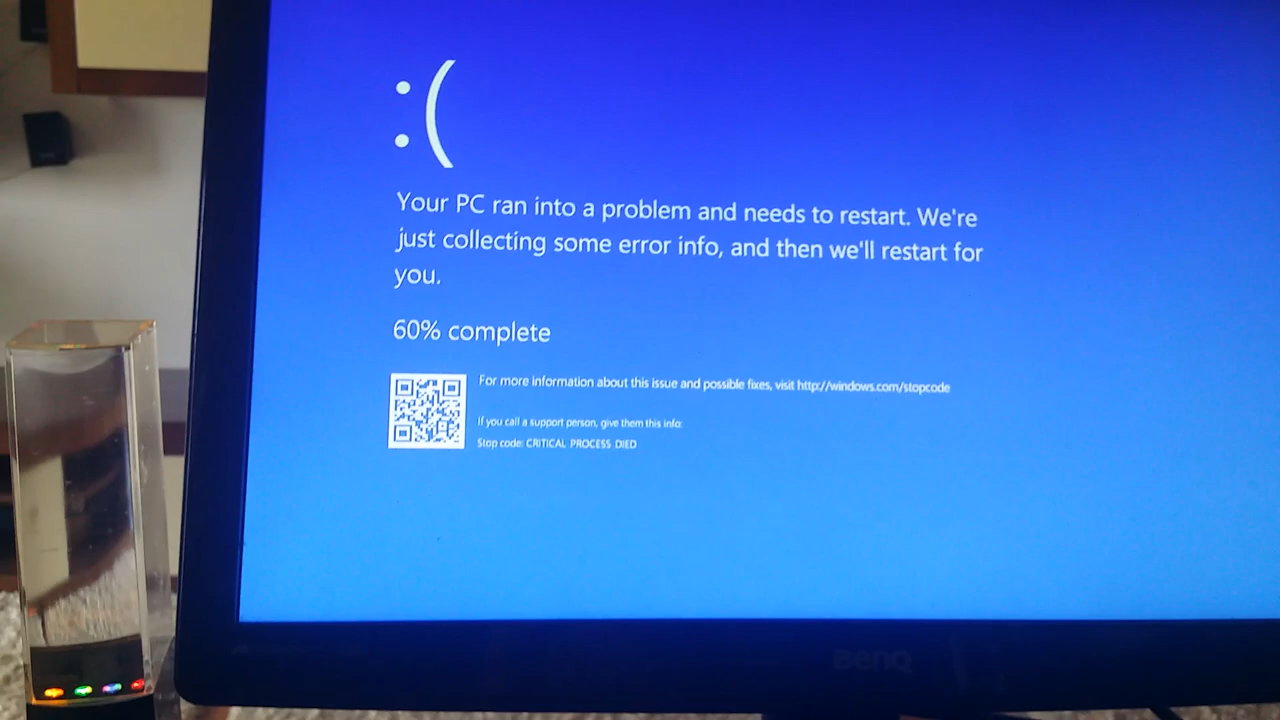 :(
Your PC ran into a problem and needs to restart. We're
just collecting some error info, and then we'll restart for
you.
60% complete
For more information about this issue and possible fixes, visit http://windows.com/stopcode
If you call a support person, give them this info:
Stop code: CRITICAL PROCESS DIED
BenQ